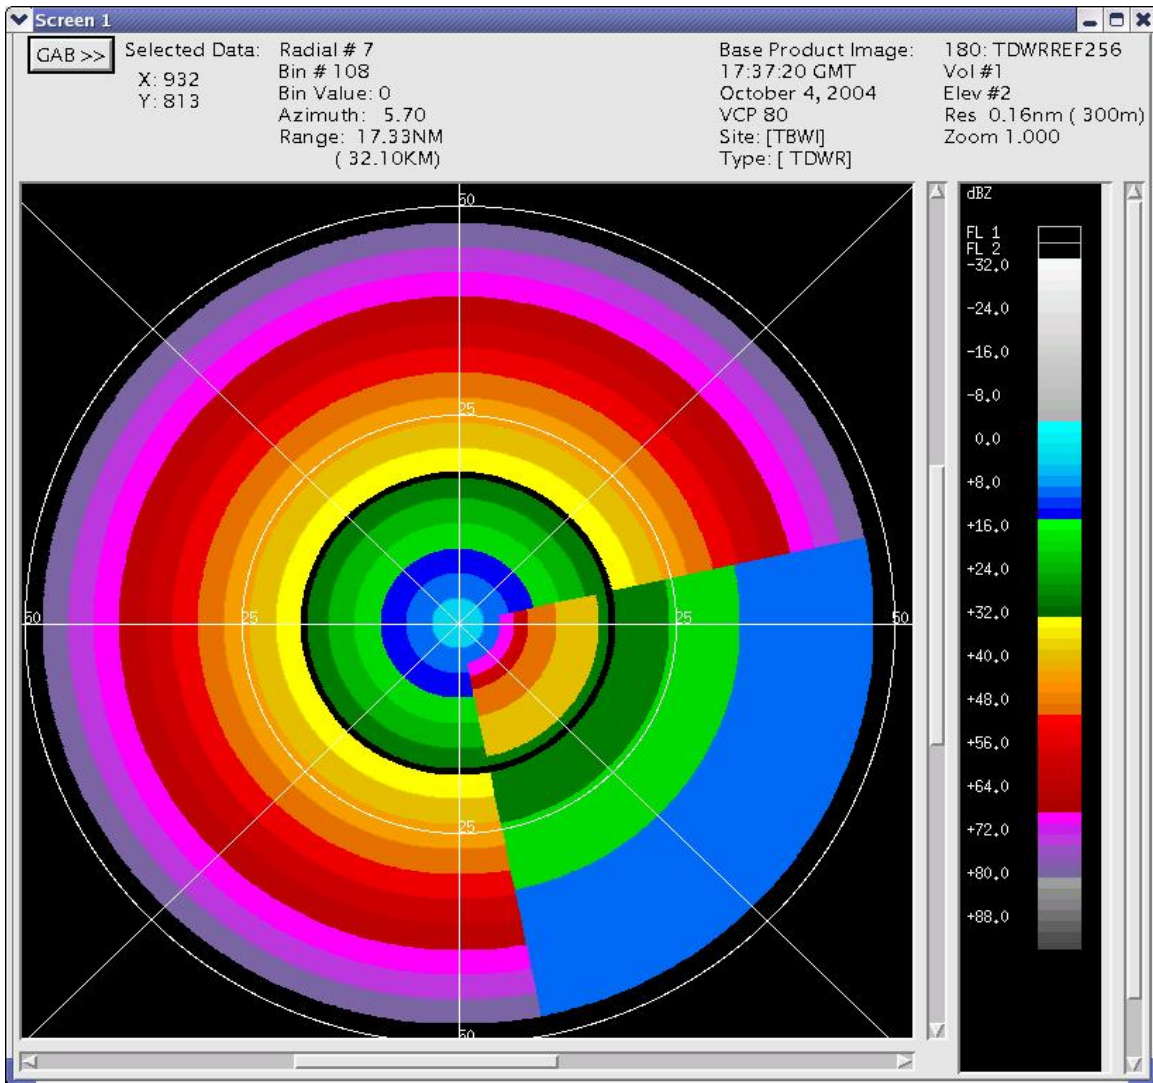 Screen 1
GAB >>
Selected Data:
X: 932
Y: 813
Radial # 7
Bin # 108
Bin Value: 0
Azimuth: 5.70
Range: 17.33NM
( 32.10KM)
Base Product Image:
17:37:20 GMT
October 4, 2004
VCP 80
Site: [TBWI]
Type: [ TDWR]
180: TDWRREF256
Vol #1
Elev #2
Res 0.16nm ( 300m)
Zoom 1.000
50
25
50 25 25 50
25
50
dBZ
FL 1
FL 2
-32.0
-24.0
-16.0
-8.0
0.0
+8.0
+16.0
+24.0
+32.0
+40.0
+48.0
+56.0
+64.0
+72.0
+80.0
+88.0